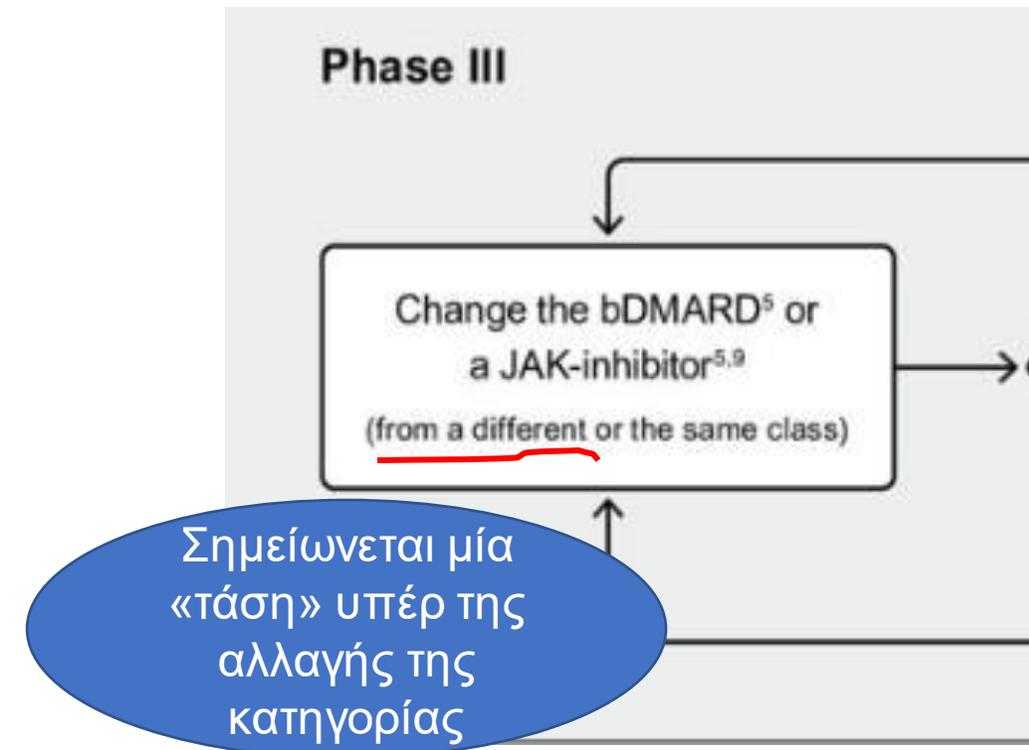 Phase III
Change the bDMARD⁵ or
a JAK-inhibitor⁵,⁹
(from a different or the same class)
Σημείωνεται μία
«τάση» υπέρ της
αλλαγής της
κατηγορίας